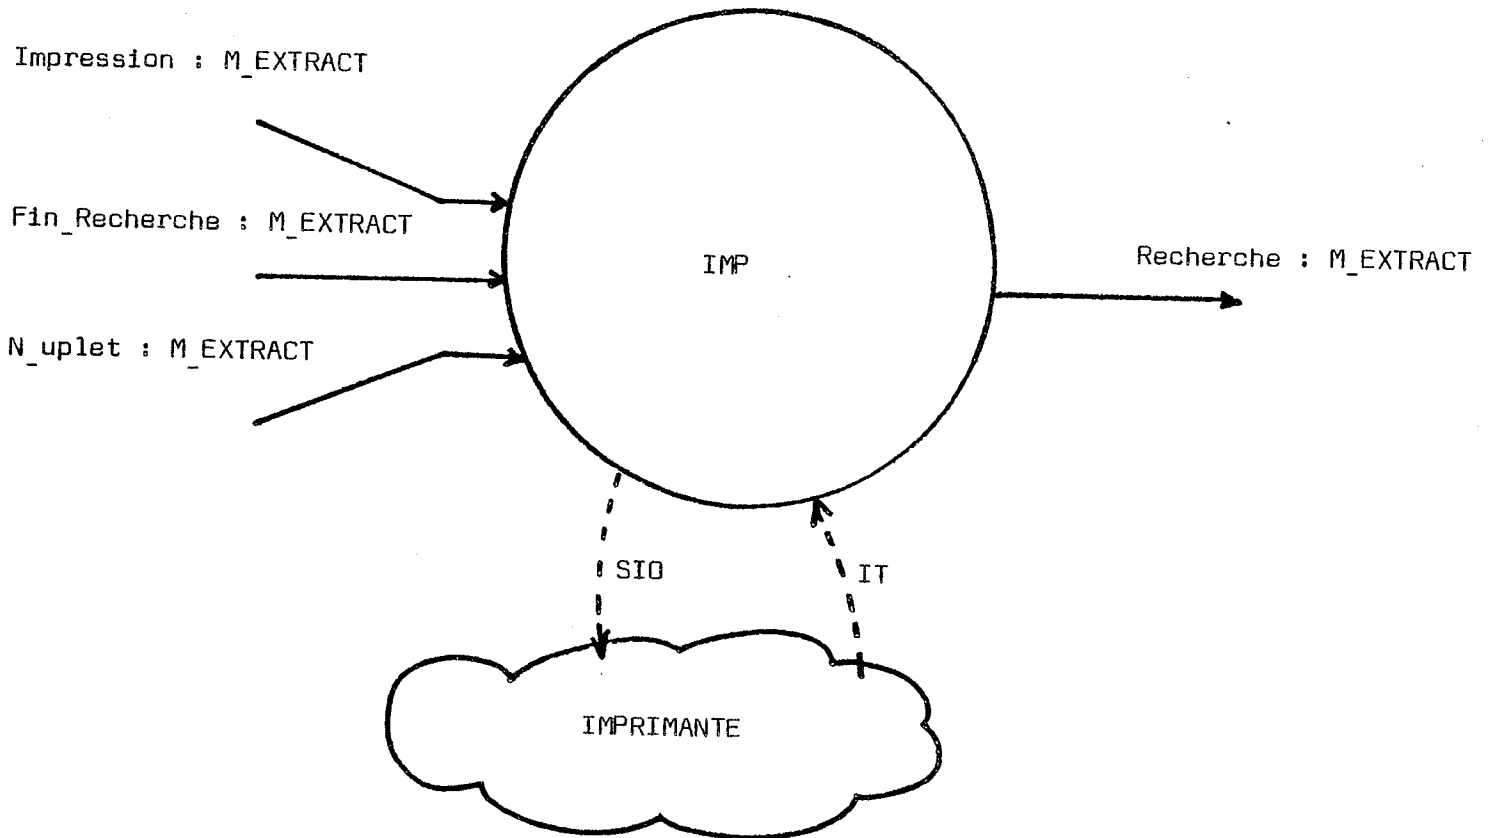 Impression : M_EXTRACT
Fin_Recherche : M_EXTRACT
N_uplet : M_EXTRACT
IMP
Recherche : M_EXTRACT
SIO
IT
IMPRIMANTE